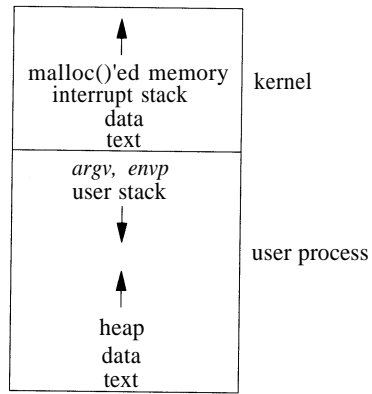 malloc()'ed memory
interrupt stack
data
text
kernel
argv, envp
user stack
user process
heap
data
text